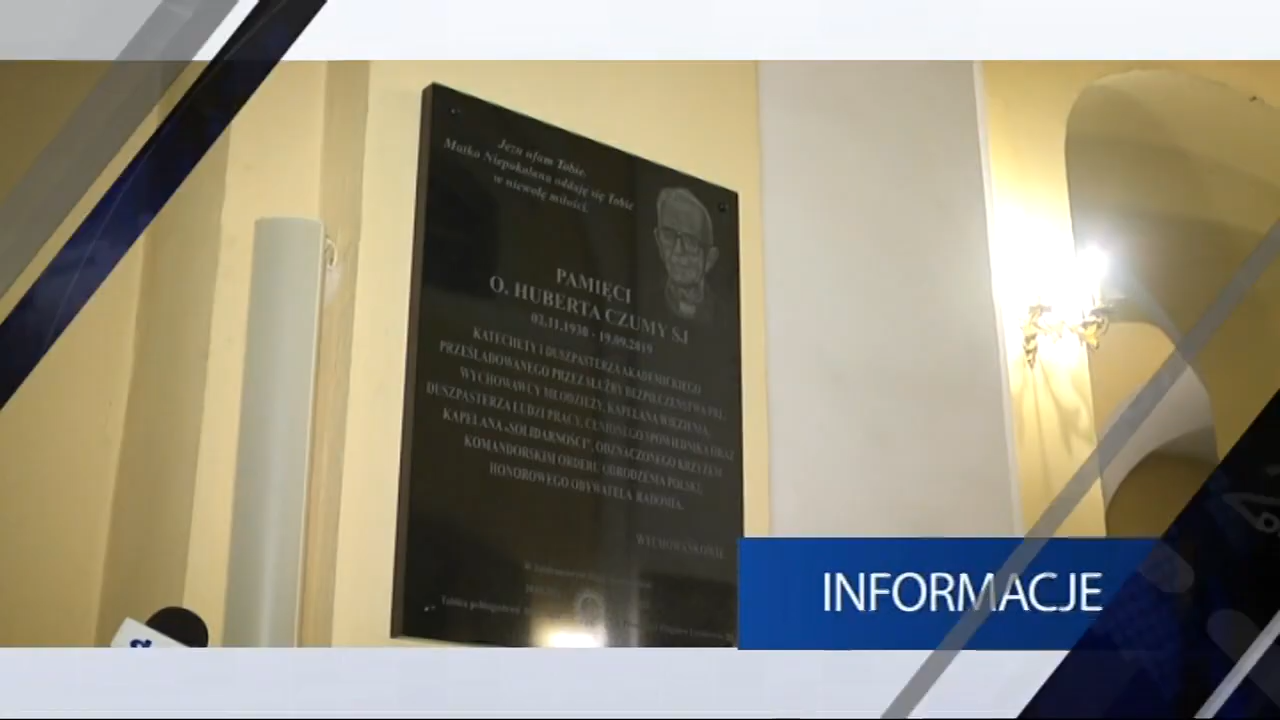 Jezu ufam Tobie.
Matko Niepokalana oddaję się Tobie
w niewolę miłości.
PAMIĘCI
O. HUBERTA CZUMY SJ
02.11.1930 - 19.09.2019
KATECHETY I DUSZPASTERZA AKADEMICKIEGO
PRZEŚLADOWANEGO PRZEZ SŁUŻBY BEZPIECZEŃSTWA PRL,
WYCHOWAWCY MŁODZIEŻY, KAPELANA WIĘZIENIA,
DUSZPASTERZA LUDZI PRACY, CENIONEGO SPOWIEDNIKA ORAZ
KAPELANA „SOLIDARNOŚCI”, ODZNACZONEGO KRZYŻEM
KOMANDORSKIM ORDERU ODRODZENIA POLSKI,
HONOROWEGO OBYWATELA RADOMIA.
WYCHOWANKOWIE
INFORMACJE